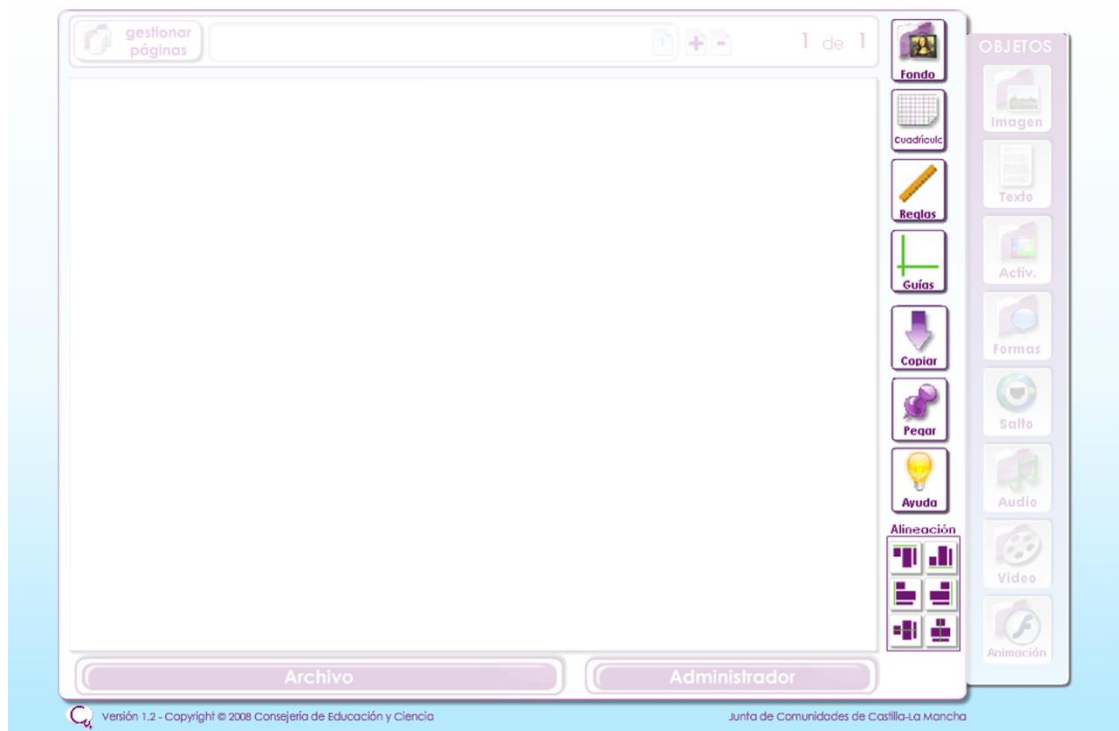 gestionar
páginas
1 de 1
Fondo
Cuadrícula
Reglas
Guías
Copiar
Pegar
Ayuda
Alineación
OBJETOS
Imagen
Texto
Activ.
Formas
Salto
Audio
Video
Animación
Archivo
Administrador
Versión 1.2 - Copyright © 2008 Consejería de Educación y Ciencia
Junta de Comunidades de Castilla-La Mancha